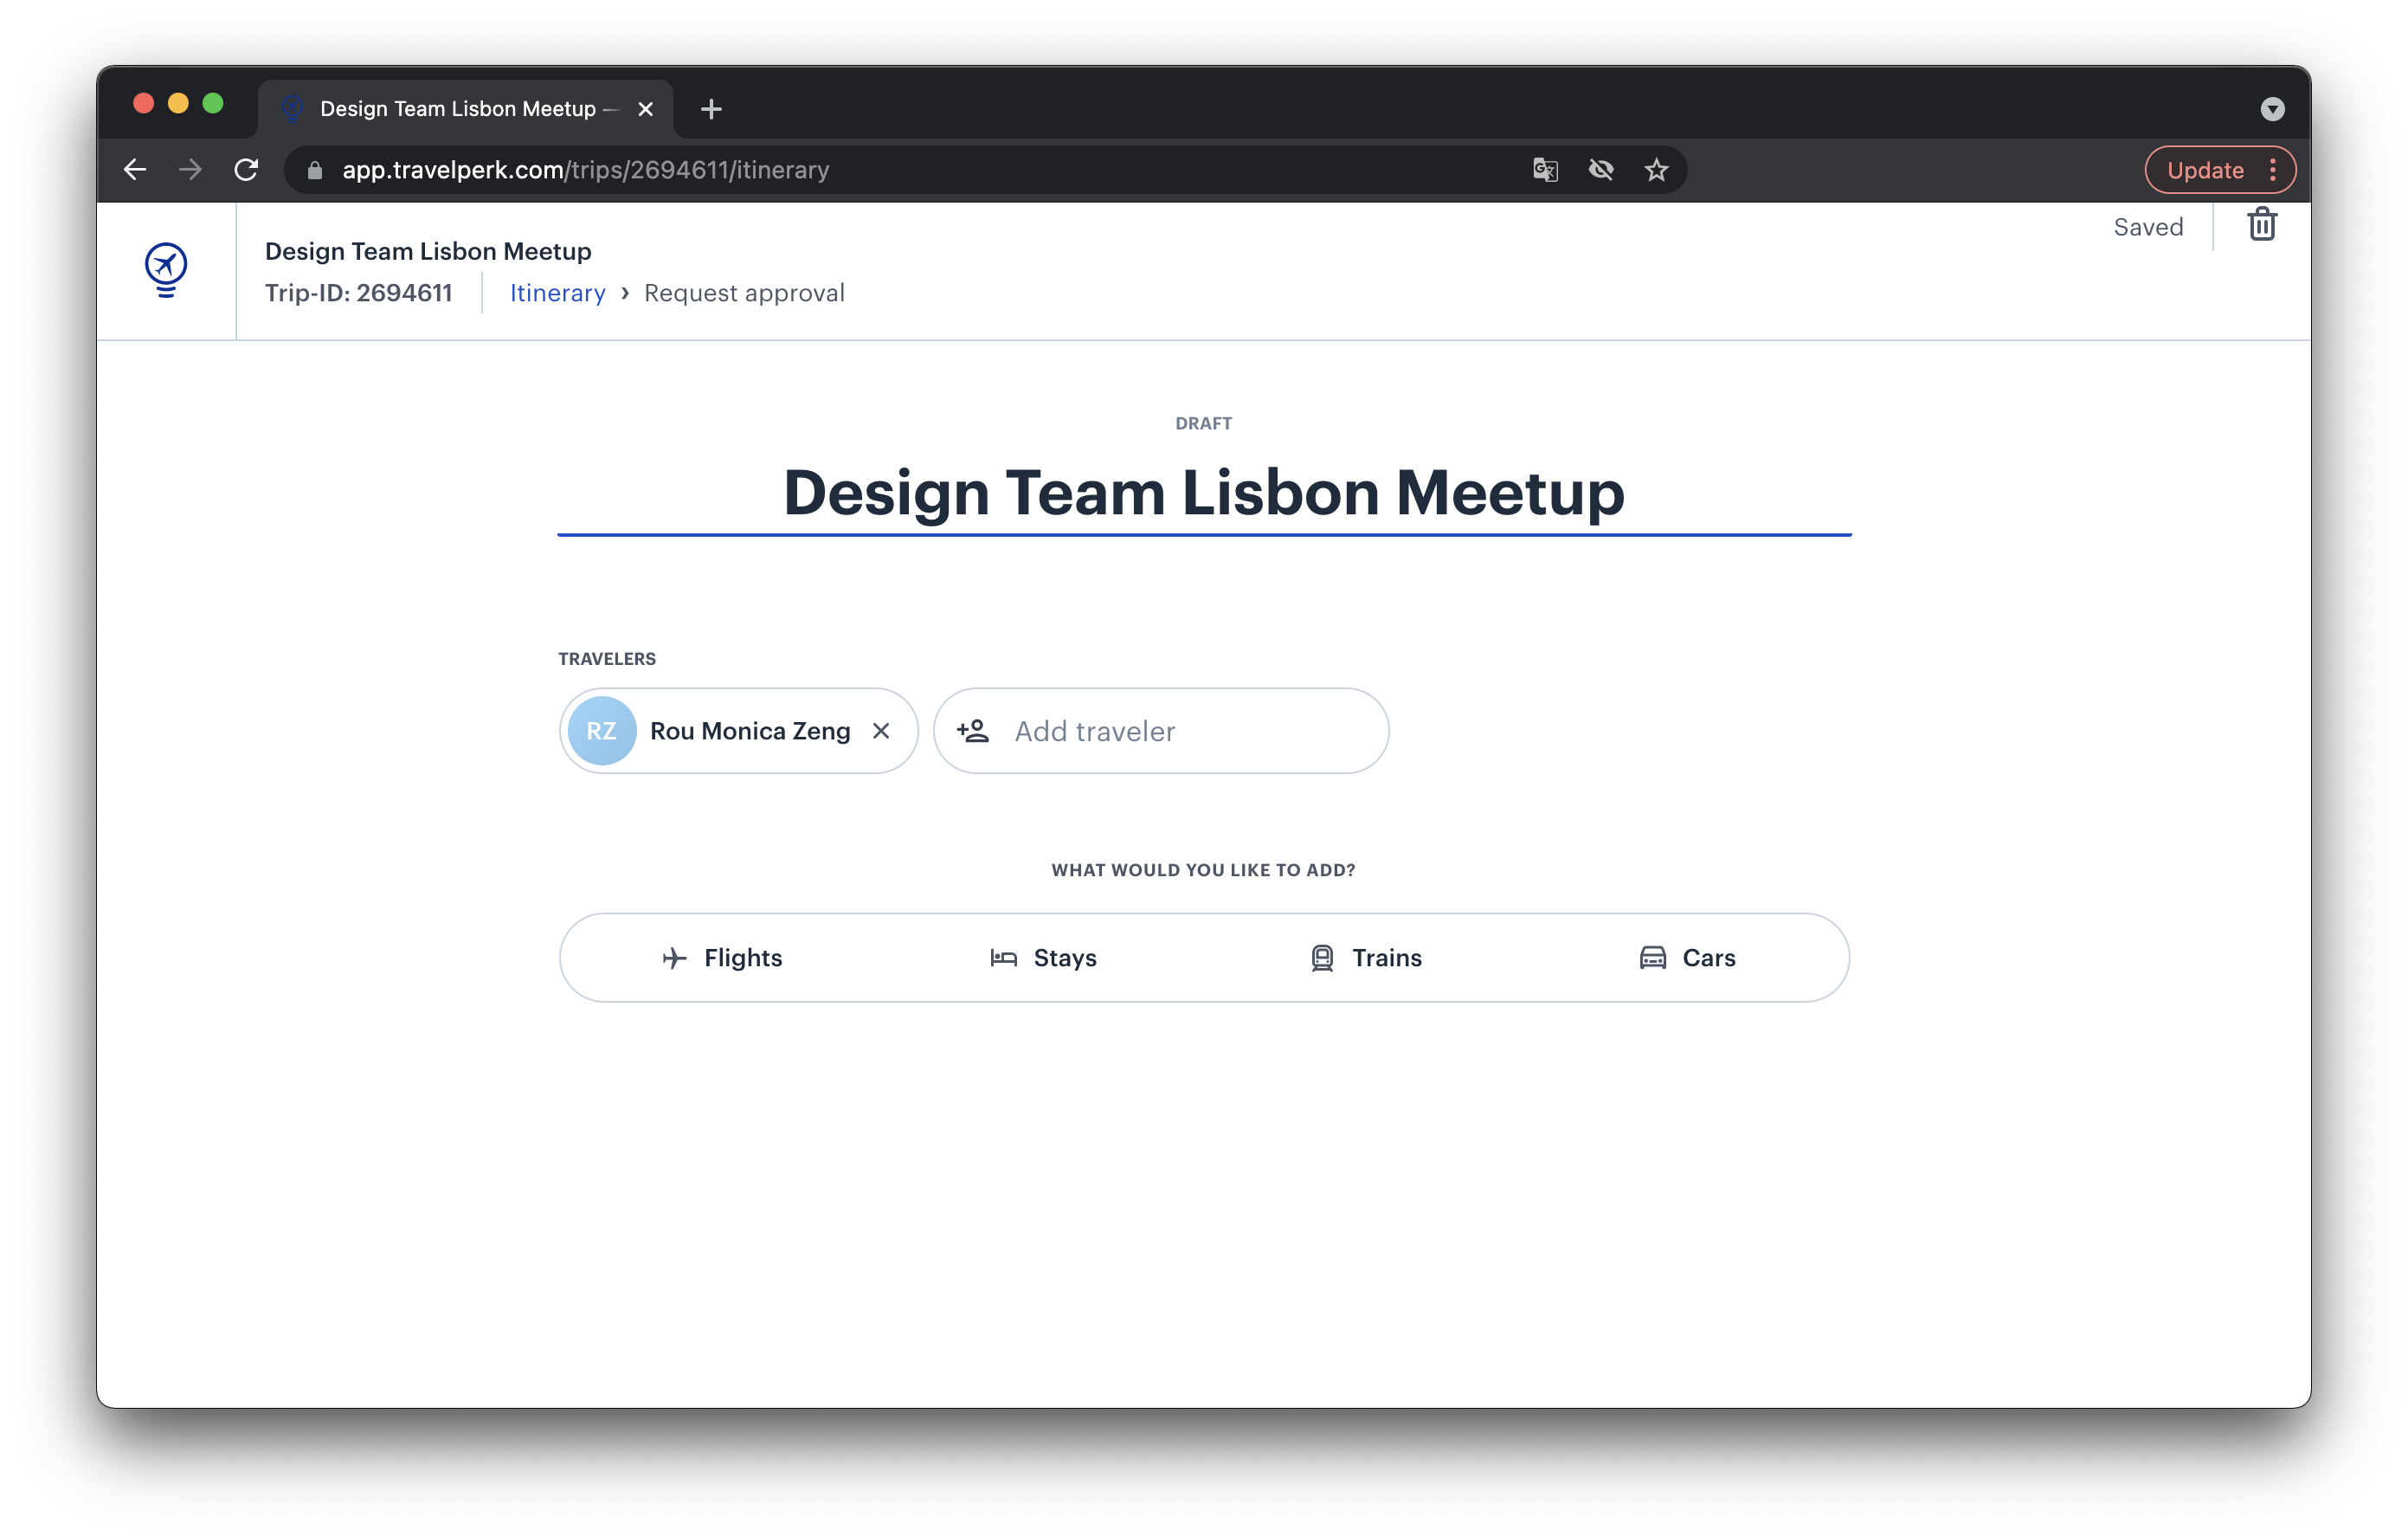 Design Team Lisbon Meetup –
app.travelperk.com/trips/2694611/itinerary
Update
Design Team Lisbon Meetup
Saved
Trip-ID: 2694611
Itinerary › Request approval
DRAFT
Design Team Lisbon Meetup
TRAVELERS
RZ Rou Monica Zeng
Add traveler
WHAT WOULD YOU LIKE TO ADD?
Flights Stays Trains Cars